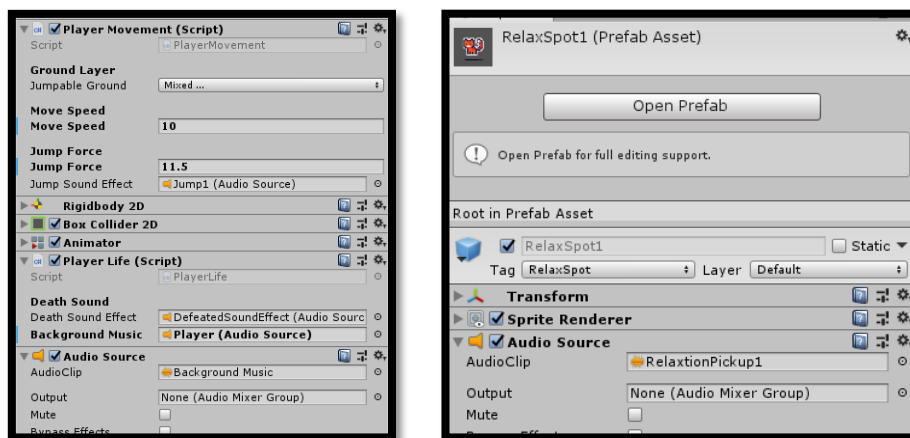 Player Movement (Script)
Script PlayerMovement
Ground Layer
Jumpable Ground Mixed ...
Move Speed
Move Speed 10
Jump Force
Jump Force 11.5
Jump Sound Effect Jump1 (Audio Source)
Rigidbody 2D
Box Collider 2D
Animator
Player Life (Script)
Script PlayerLife
Death Sound
Death Sound Effect DefeatedSoundEffect (Audio Sourc
Background Music Player (Audio Source)
Audio Source
AudioClip Background Music
Output None (Audio Mixer Group)
Mute
Bypass Effects
RelaxSpot1 (Prefab Asset)
Open Prefab
Open Prefab for full editing support.
Root in Prefab Asset
RelaxSpot1 Static
Tag RelaxSpot Layer Default
Transform
Sprite Renderer
Audio Source
AudioClip RelaxtionPickup1
Output None (Audio Mixer Group)
Mute